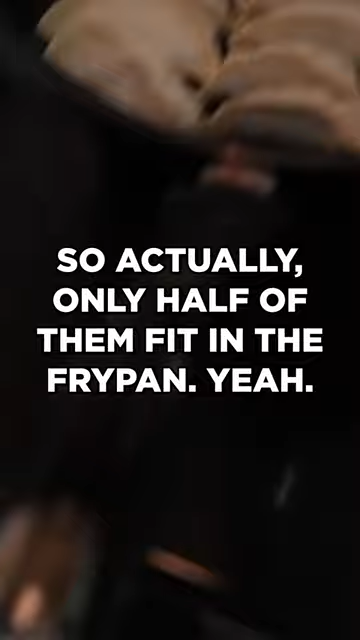 SO ACTUALLY,
ONLY HALF OF
THEM FIT IN THE
FRYPAN. YEAH.